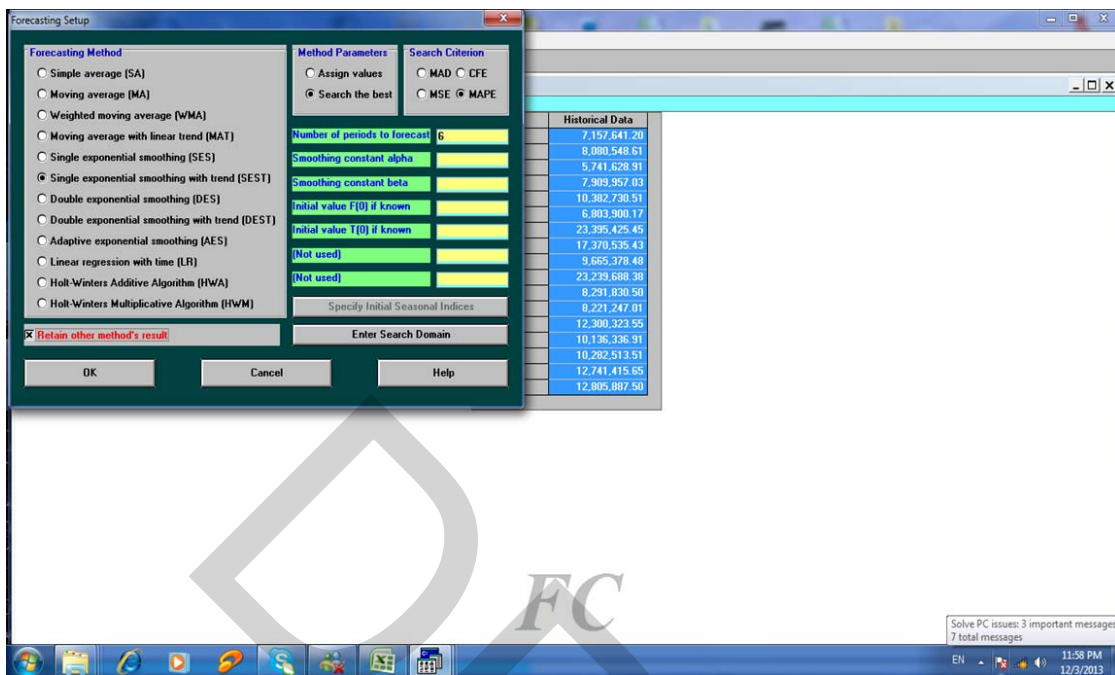 Forecasting Setup
Forecasting Method
Simple average (SA)
Moving average (MA)
Weighted moving average (WMA)
Moving average with linear trend (MAT)
Single exponential smoothing (SES)
Single exponential smoothing with trend (SEST)
Double exponential smoothing (DES)
Double exponential smoothing with trend (DEST)
Adaptive exponential smoothing (AES)
Linear regression with time (LR)
Holt-Winters Additive Algorithm (HWA)
Holt-Winters Multiplicative Algorithm (HWM)
Retain other method's result
Method Parameters
Assign values
Search the best
Search Criterion
MAD CFE
MSE MAPE
Number of periods to forecast 6
Smoothing constant alpha
Smoothing constant beta
Initial value F(0) if known
Initial value T(0) if known
(Not used)
(Not used)
Specify Initial Seasonal Indices
Enter Search Domain
OK Cancel Help
Historical Data
7,157,641.20
8,080,548.61
5,741,628.91
7,909,957.03
10,382,730.51
6,803,900.17
23,395,425.45
17,370,535.43
9,665,378.48
23,239,688.38
8,291,830.50
8,221,247.01
12,300,323.55
10,136,336.91
10,282,513.51
12,741,415.65
12,805,887.50
FC
Solve PC issues: 3 important messages
7 total messages
EN
11:58 PM
12/3/2013